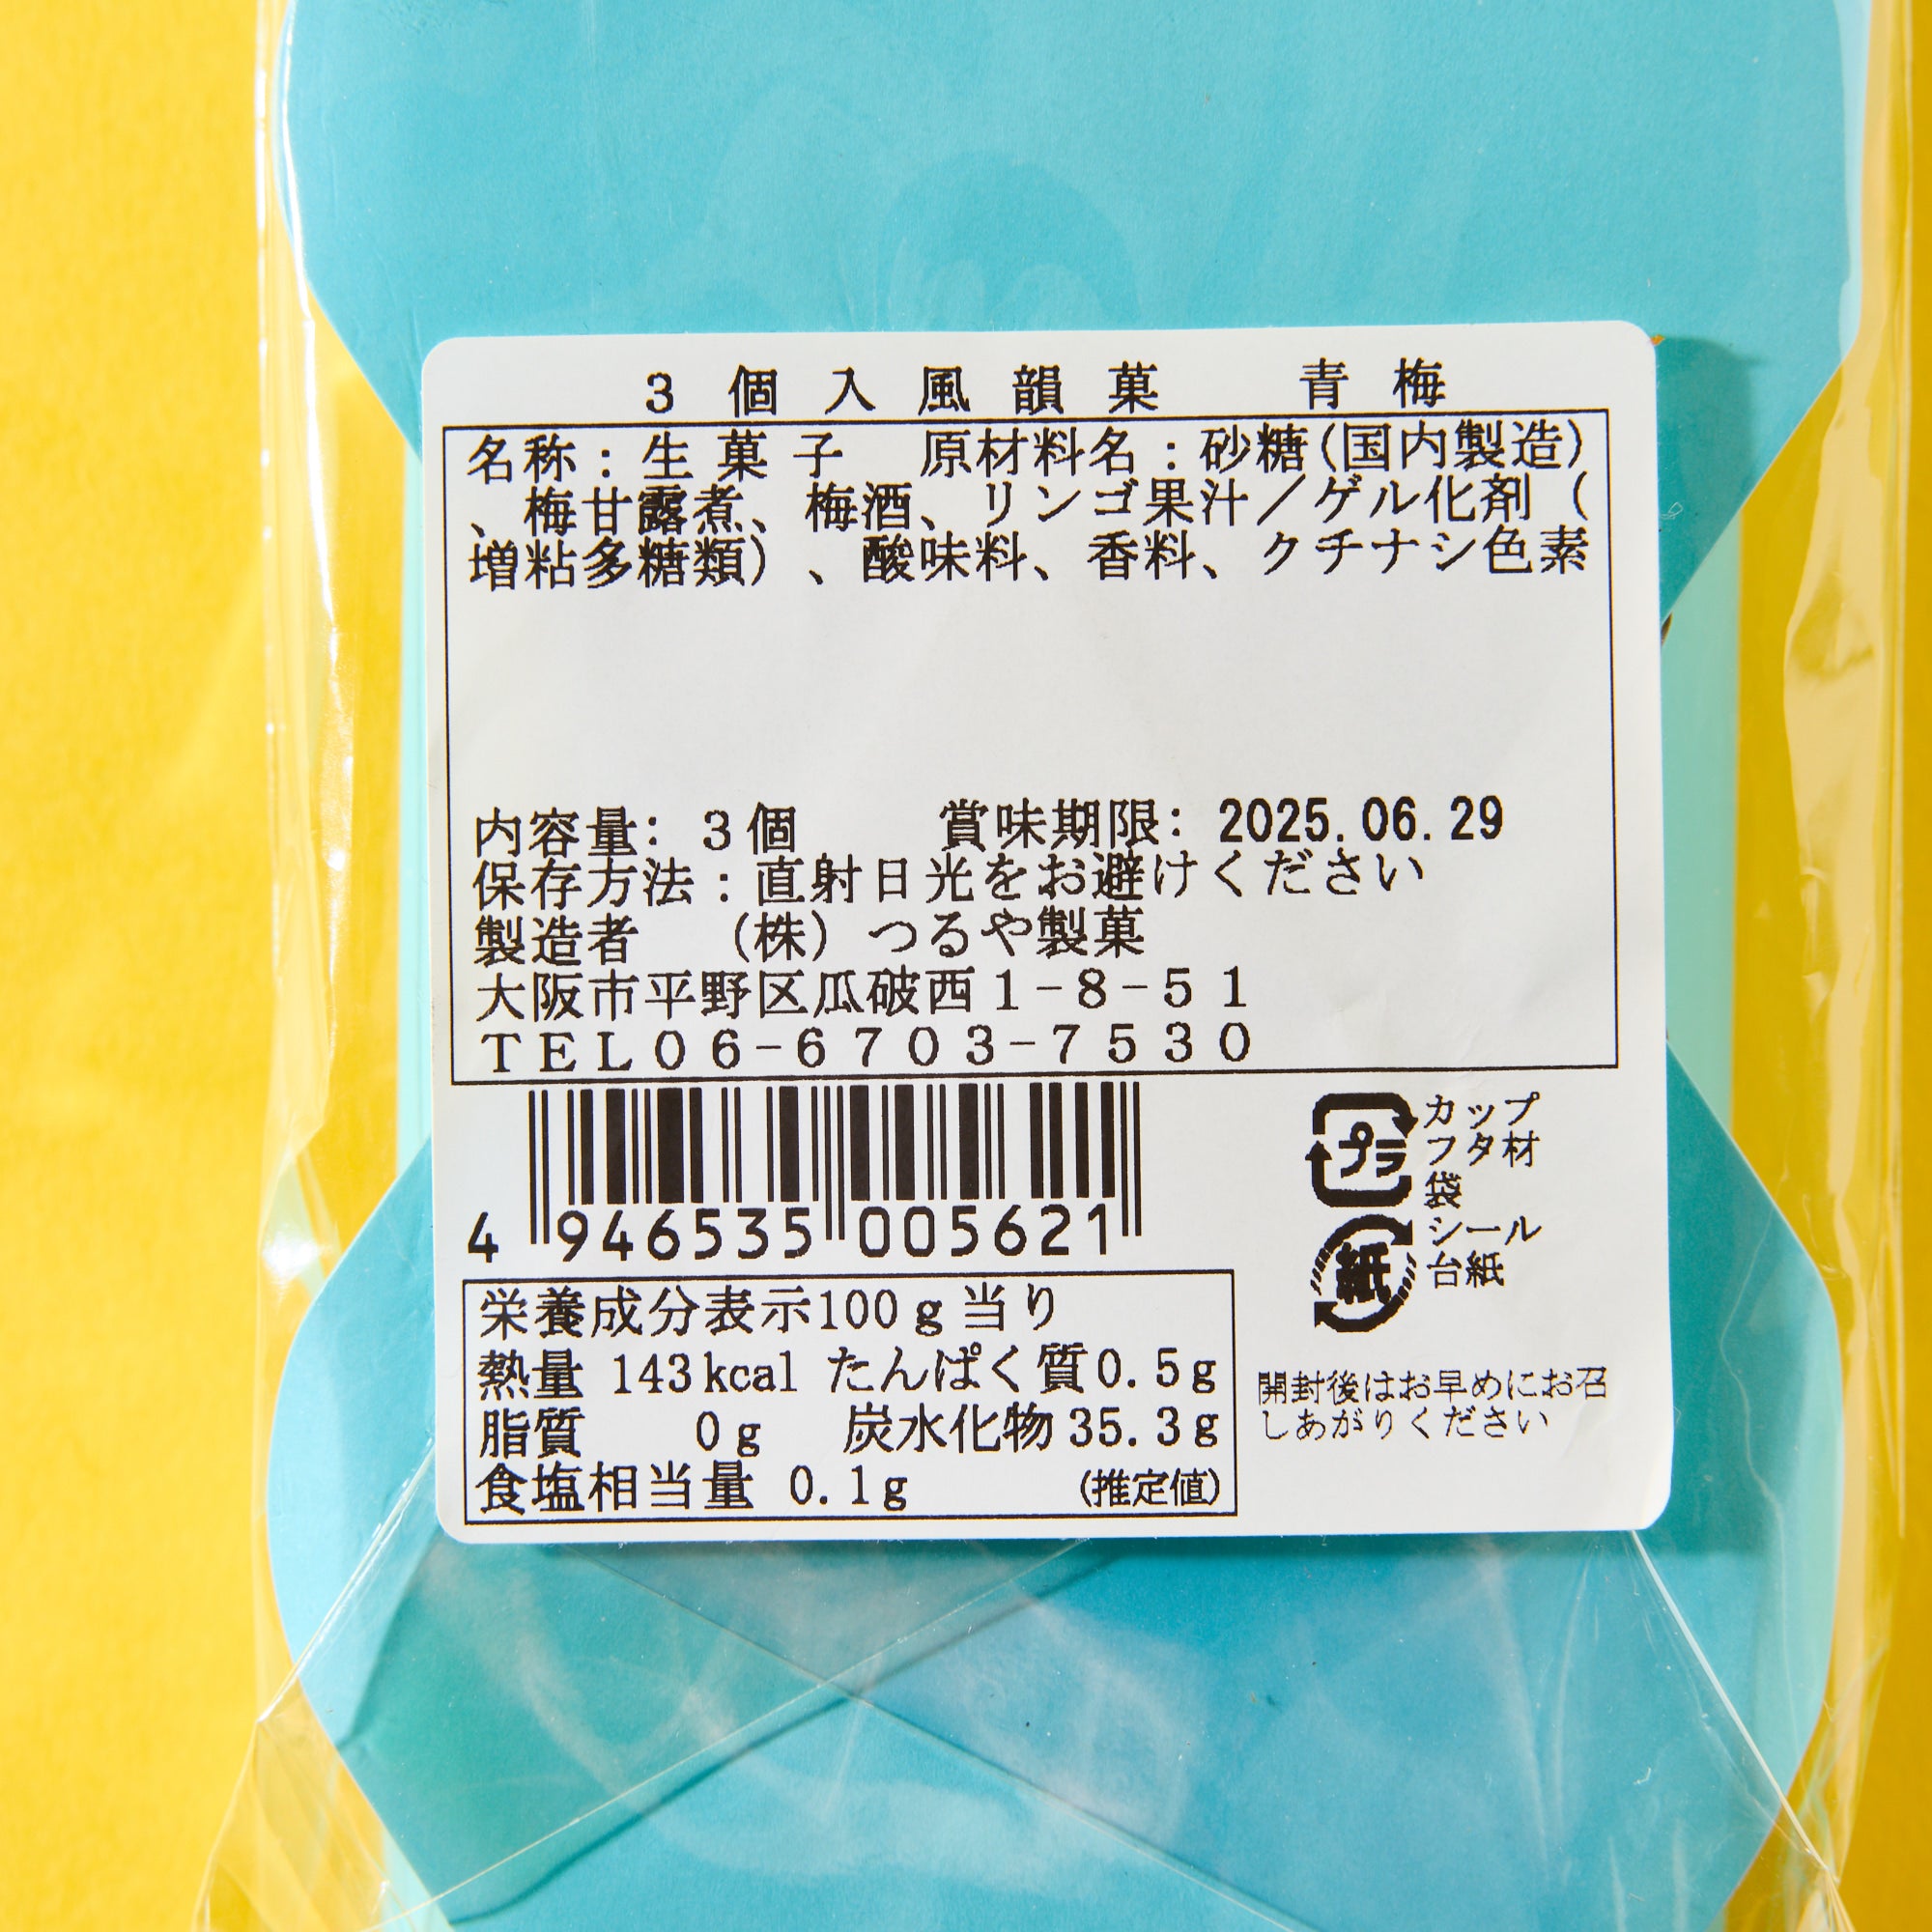 3個入風韻菓　青梅
名称：生菓子　原材料名：砂糖(国内製造)
、梅甘露煮、梅酒、リンゴ果汁／ゲル化剤（
増粘多糖類）、酸味料、香料、クチナシ色素
内容量：3個　賞味期限：2025.06.29
保存方法：直射日光をお避けください
製造者　（株）つるや製菓
大阪市平野区瓜破西1-8-51
TEL06-6703-7530
4 946535 005621
プラ
カップ
フタ材
袋
紙
シール
台紙
栄養成分表示100g当り
熱量 143kcal たんぱく質0.5g
脂質　0g　炭水化物35.3g
食塩相当量 0.1g　(推定値)
開封後はお早めにお召
しあがりください